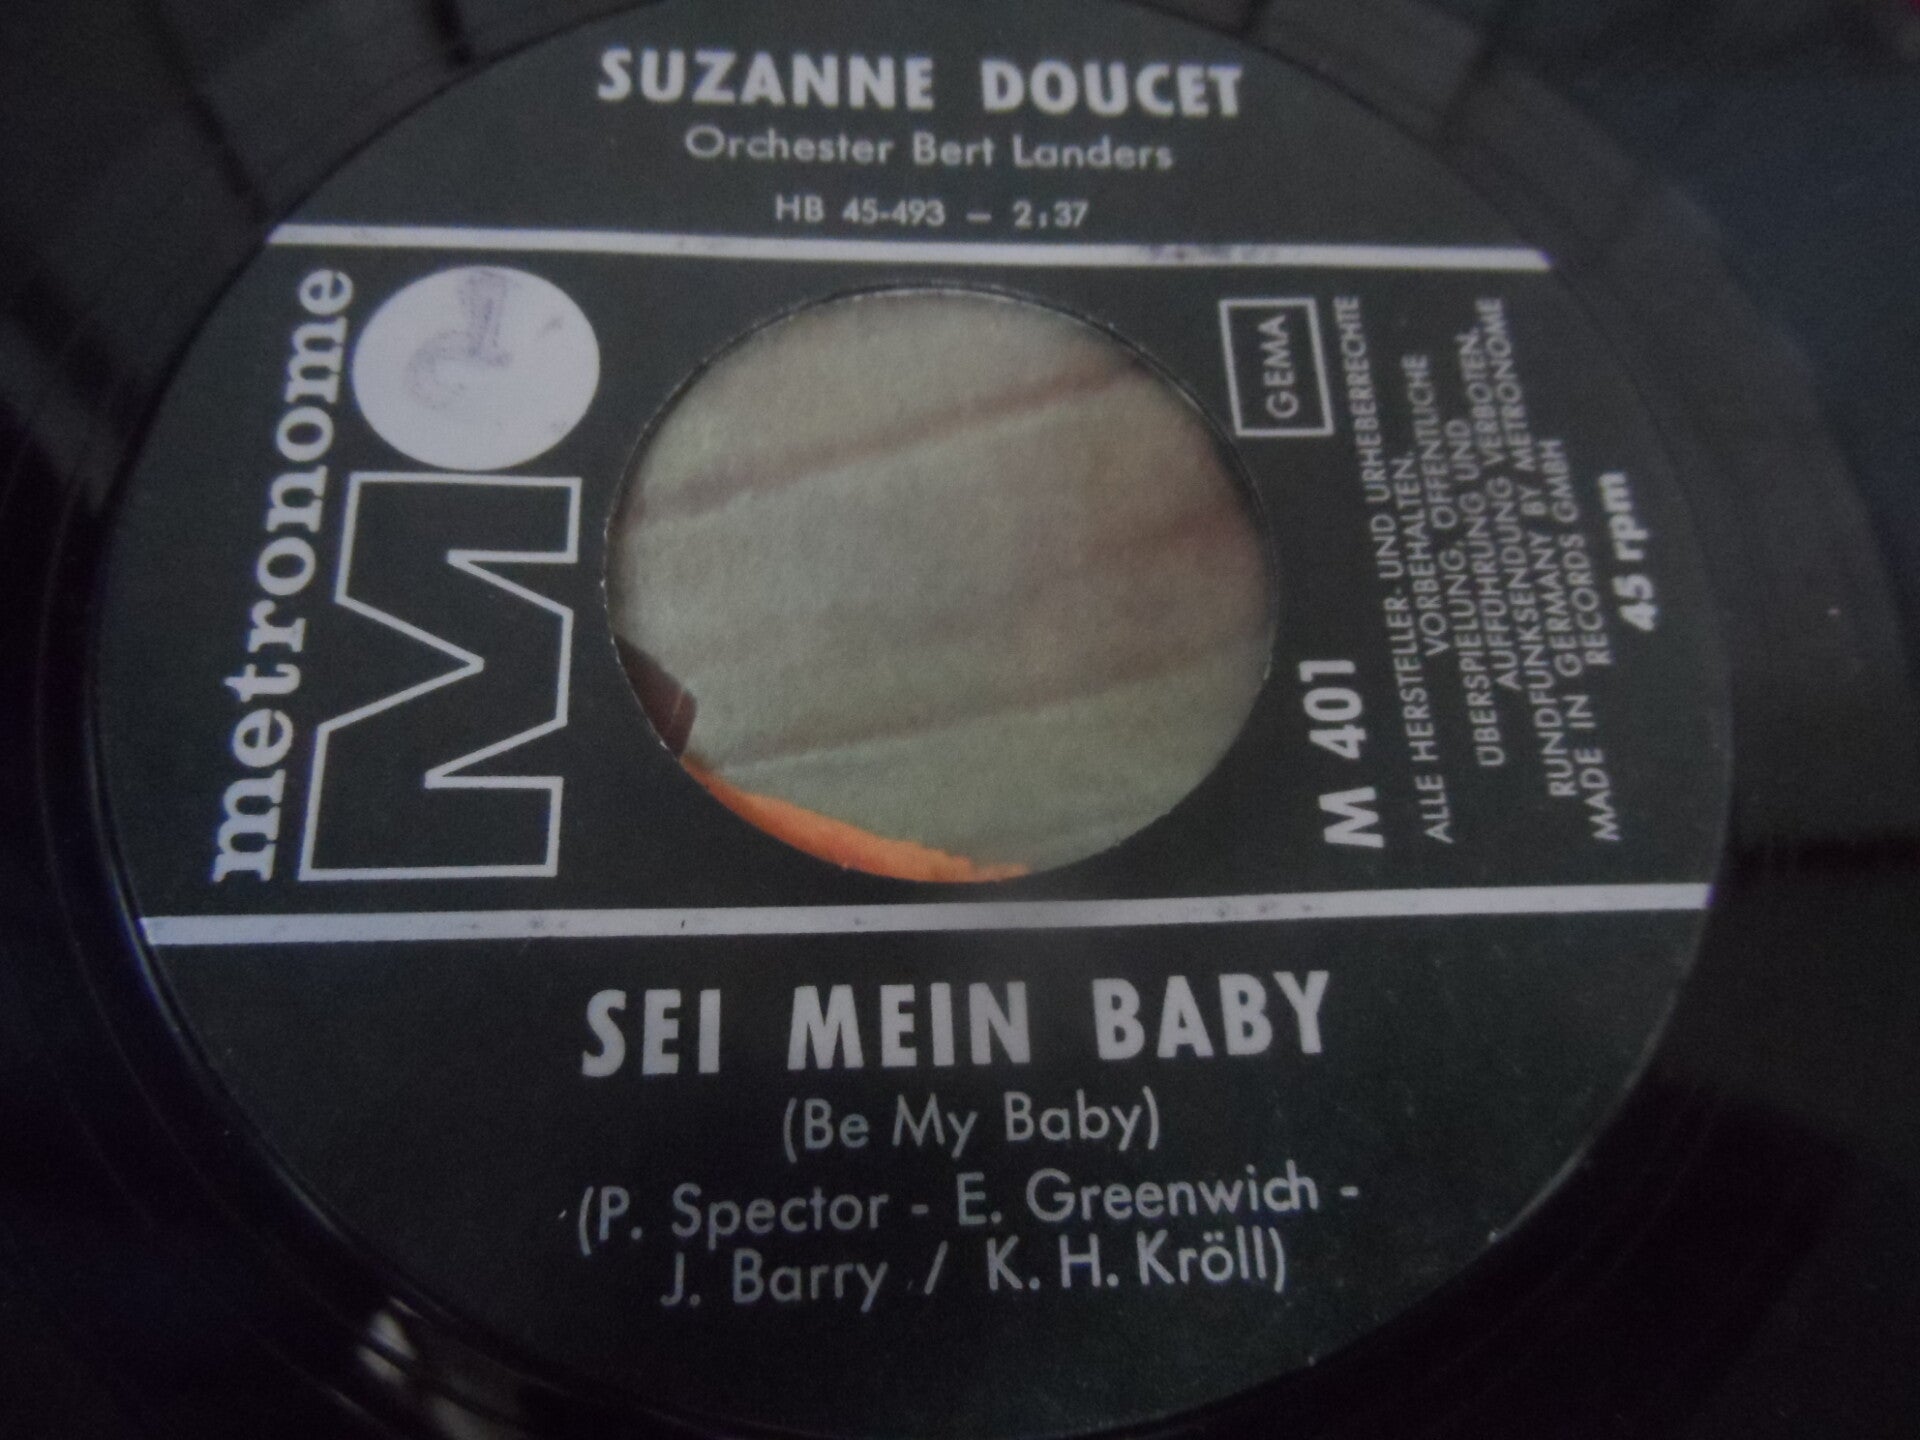 SUZANNE DOUCET
Orchester Bert Landers
HB 45-493 – 2:37
metronome
M
GEMA
M 401
ALLE HERSTELLER- UND URHEBERRECHTE
VORBEHALTEN.
ÜBERSPIELUNG, ÖFFENTLICHE
AUFFÜHRUNG UND
RUNDFUNKSENDUNG VERBOTEN.
MADE IN GERMANY BY METRONOME
RECORDS GMBH
45 rpm
SEI MEIN BABY
(Be My Baby)
(P. Spector - E. Greenwich -
J. Barry / K. H. Kröll)